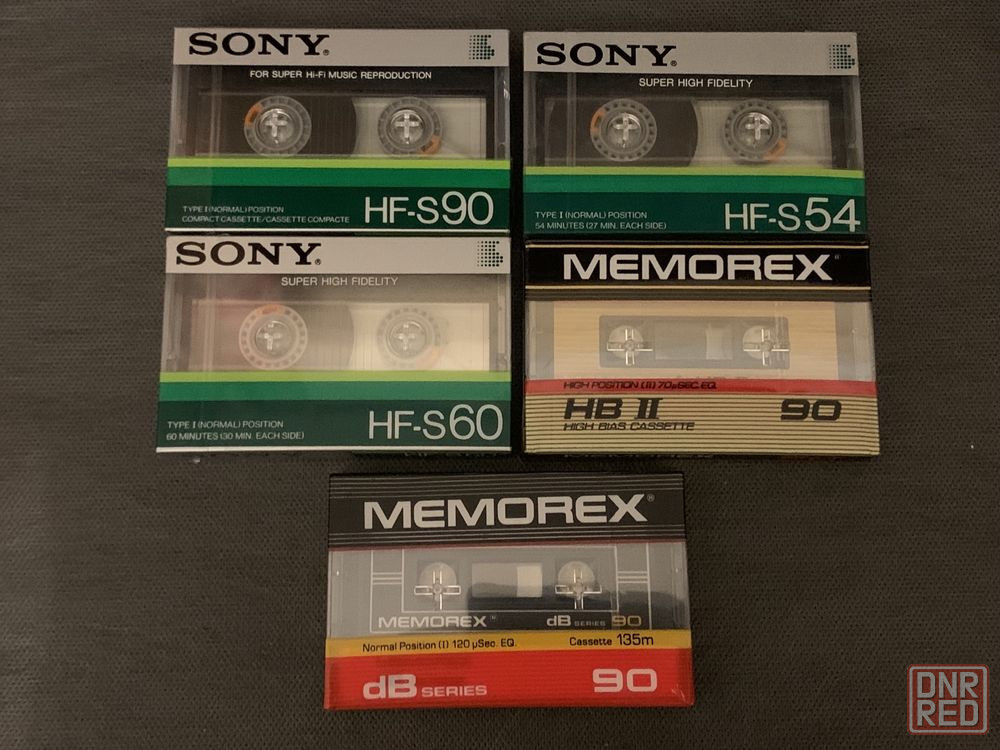 SONY®
FOR SUPER Hi-Fi MUSIC REPRODUCTION
TYPE I (NORMAL) POSITION
COMPACT CASSETTE/CASSETTE COMPACTE
HF-S90
SONY®
SUPER HIGH FIDELITY
TYPE I (NORMAL) POSITION
54 MINUTES (27 MIN. EACH SIDE)
HF-S54
SONY®
SUPER HIGH FIDELITY
TYPE I (NORMAL) POSITION
60 MINUTES (30 MIN. EACH SIDE)
HF-S60
MEMOREX®
HIGH POSITION (II) 70µSEC. EQ.
HB II 90
HIGH BIAS CASSETTE
MEMOREX®
MEMOREX® dB SERIES 90
Normal Position (I) 120 µSec. EQ. Cassette 135m
dB SERIES 90
DNR
RED